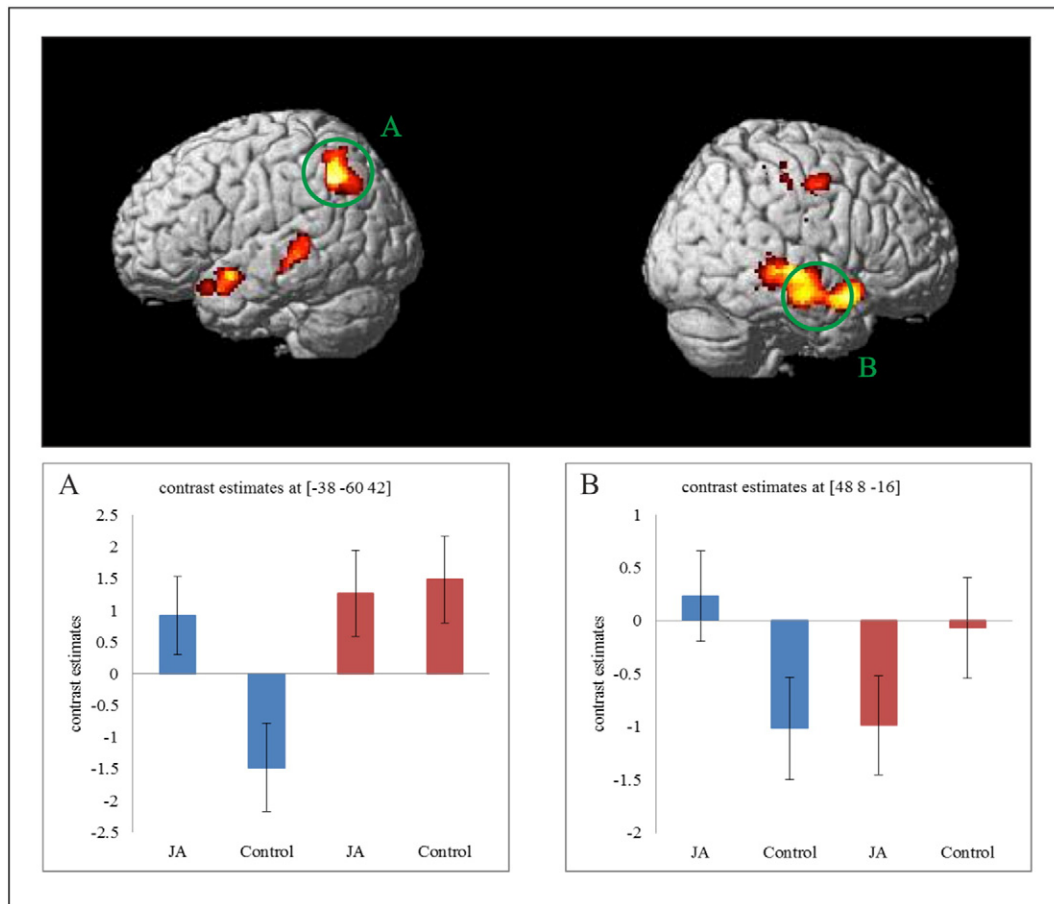 A
B
A
contrast estimates at [-38 -60 42]
contrast estimates
2.5
2
1.5
1
0.5
0
-0.5
-1
-1.5
-2
-2.5
JA Control JA Control
B
contrast estimates at [48 8 -16]
contrast estimates
1
0.5
0
-0.5
-1
-1.5
-2
JA Control JA Control